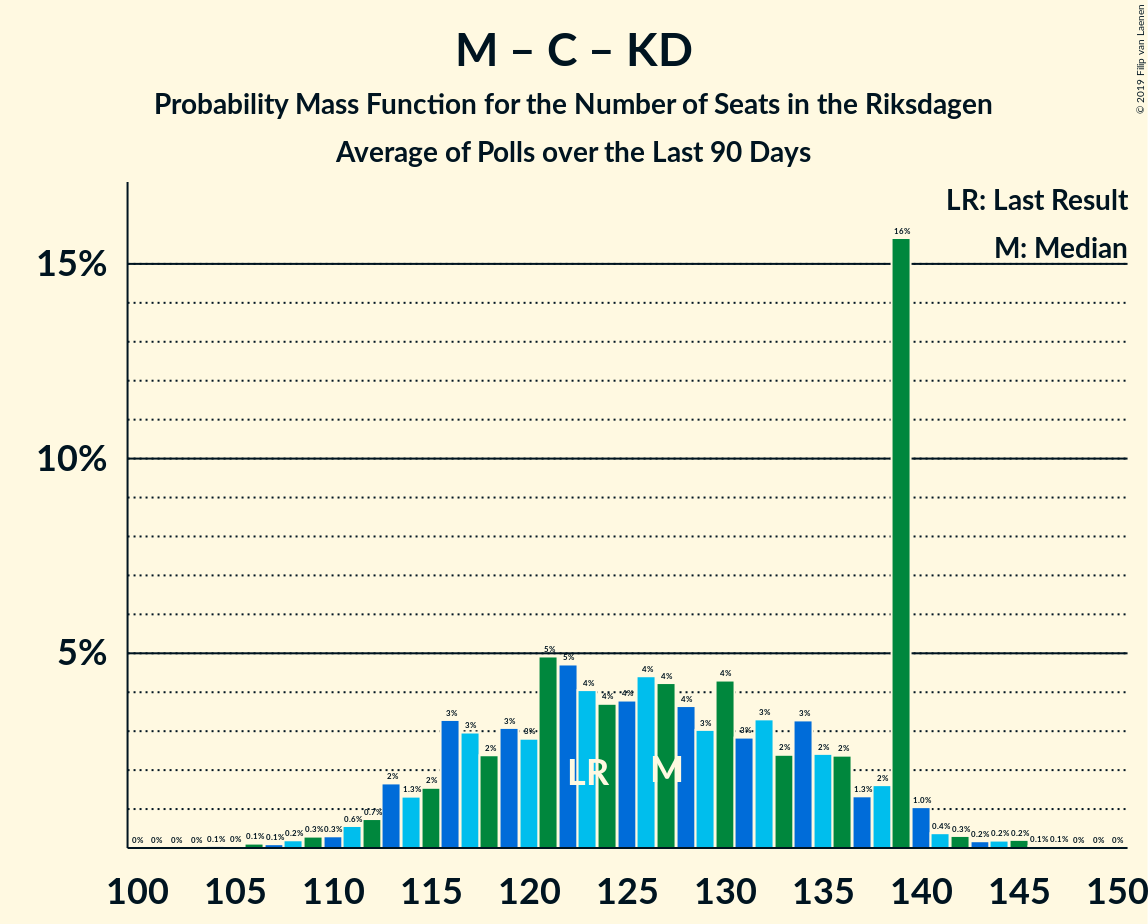 M – C – KD
Probability Mass Function for the Number of Seats in the Riksdagen
Average of Polls over the Last 90 Days
© 2019 Filip van Laenen
LR: Last Result
M: Median
15%
10%
5%
0% 0% 0% 0% 0.1% 0% 0.1% 0.1% 0.2% 0.3% 0.3% 0.6% 0.7% 2% 1.3% 2% 3% 3% 2% 3% 3% 5% 5% 4% 4% 4% 4% 4% 4% 3% 4% 3% 3% 2% 3% 2% 2% 1.3% 2% 16% 1.0% 0.4% 0.3% 0.2% 0.2% 0.2% 0.1% 0.1% 0% 0% 0%
LR M
100 105 110 115 120 125 130 135 140 145 150